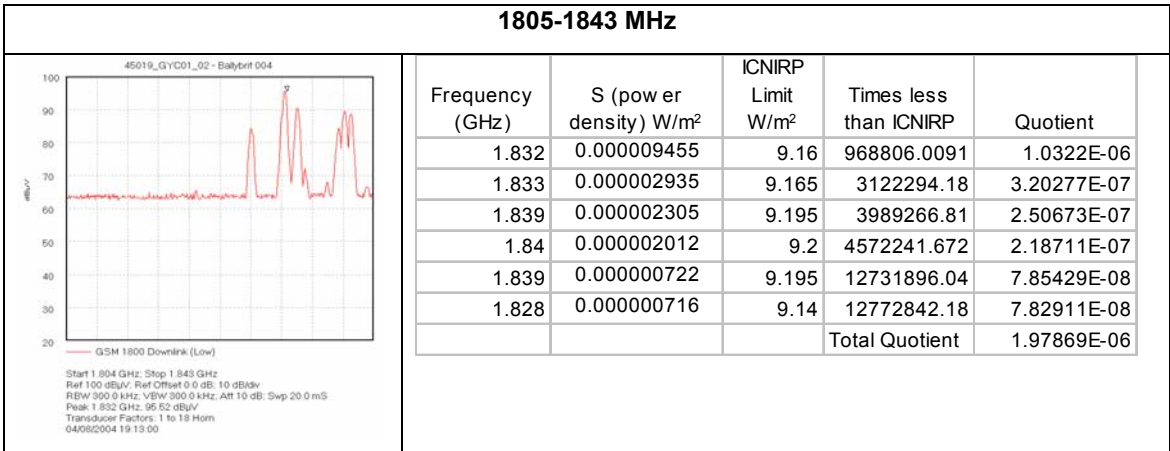 1805-1843 MHz
45019_GYC01_02 - Ballybrit 004
100
90
80
70
60
50
40
30
20
dBµV
GSM 1800 Downlink (Low)
Start 1.804 GHz; Stop 1.843 GHz
Ref 100 dBµV; Ref Offset 0.0 dB; 10 dB/div
RBW 300.0 kHz; VBW 300.0 kHz; Att 10 dB; Swp 20.0 mS
Peak 1.832 GHz, 95.52 dBµV
Transducer Factors: 1 to 18 Horn
04/08/2004 19:13:00
Frequency (GHz) S (pow er density) W/m² ICNIRP Limit W/m² Times less than ICNIRP Quotient
1.832 0.000009455 9.16 968806.0091 1.0322E-06
1.833 0.000002935 9.165 3122294.18 3.20277E-07
1.839 0.000002305 9.195 3989266.81 2.50673E-07
1.84 0.000002012 9.2 4572241.672 2.18711E-07
1.839 0.000000722 9.195 12731896.04 7.85429E-08
1.828 0.000000716 9.14 12772842.18 7.82911E-08
Total Quotient 1.97869E-06